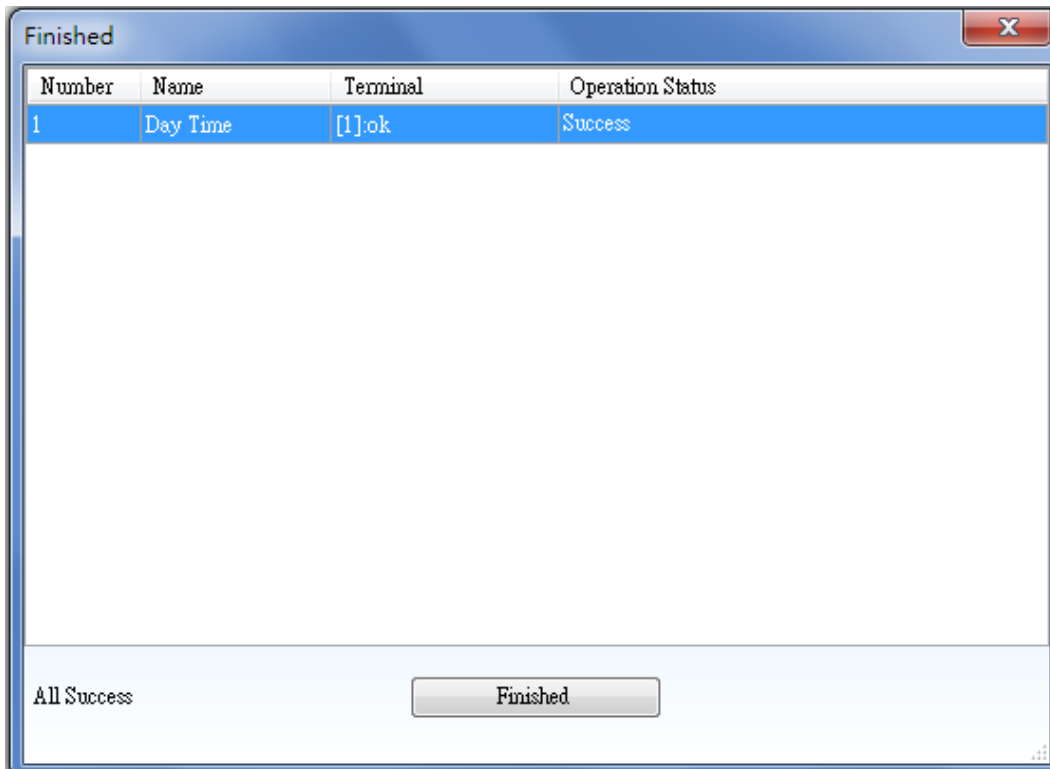 Finished
Number Name Terminal Operation Status
1 Day Time [1]:ok Success
All Success Finished